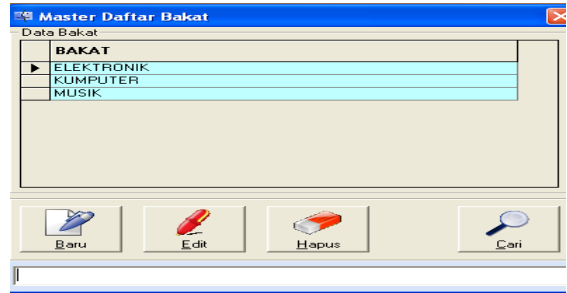 Master Daftar Bakat
Data Bakat
BAKAT
ELEKTRONIK
KUMPUTER
MUSIK
Baru Edit Hapus Cari